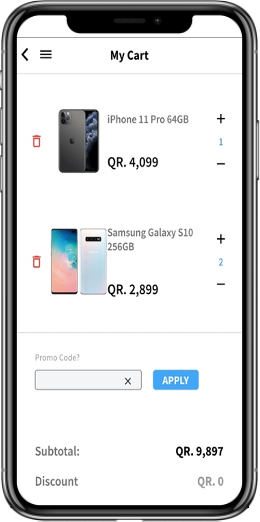 My Cart
iPhone 11 Pro 64GB
+
1
QR. 4,099
−
Samsung Galaxy S10
256GB
+
2
QR. 2,899
−
Promo Code?
x APPLY
Subtotal: QR. 9,897
Discount QR. 0